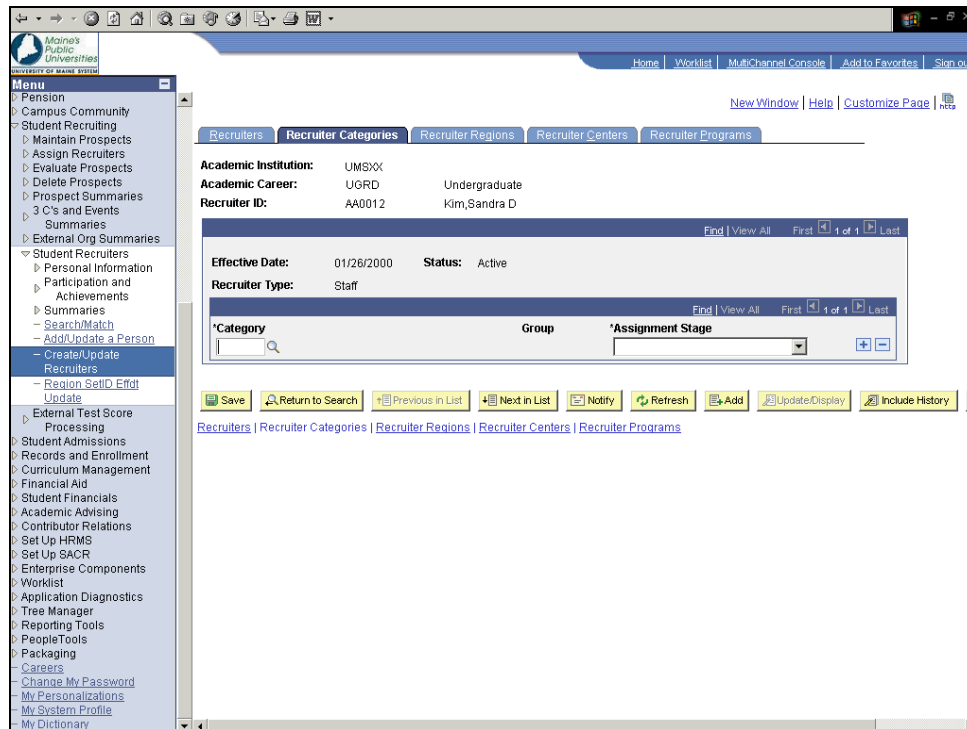 Maine's
Public
Universities
UNIVERSITY OF MAINE SYSTEM
Home | Worklist | MultiChannel Console | Add to Favorites | Sign ou
Menu
Pension
Campus Community
Student Recruiting
Maintain Prospects
Assign Recruiters
Evaluate Prospects
Delete Prospects
Prospect Summaries
3 C's and Events
Summaries
External Org Summaries
Student Recruiters
Personal Information
Participation and
Achievements
Summaries
Search/Match
Add/Update a Person
Create/Update
Recruiters
Region SetID Effdt
Update
External Test Score
Processing
Student Admissions
Records and Enrollment
Curriculum Management
Financial Aid
Student Financials
Academic Advising
Contributor Relations
Set Up HRMS
Set Up SACR
Enterprise Components
Worklist
Application Diagnostics
Tree Manager
Reporting Tools
PeopleTools
Packaging
Careers
Change My Password
My Personalizations
My System Profile
My Dictionary
New Window | Help | Customize Page | http
Recruiters Recruiter Categories Recruiter Regions Recruiter Centers Recruiter Programs
Academic Institution: UMSXX
Academic Career: UGRD Undergraduate
Recruiter ID: AA0012 Kim,Sandra D
Find | View All First 1 of 1 Last
Effective Date: 01/26/2000 Status: Active
Recruiter Type: Staff
Find | View All First 1 of 1 Last
*Category Group *Assignment Stage
Save Return to Search Previous in List Next in List Notify Refresh Add Update/Display Include History
Recruiters | Recruiter Categories | Recruiter Regions | Recruiter Centers | Recruiter Programs